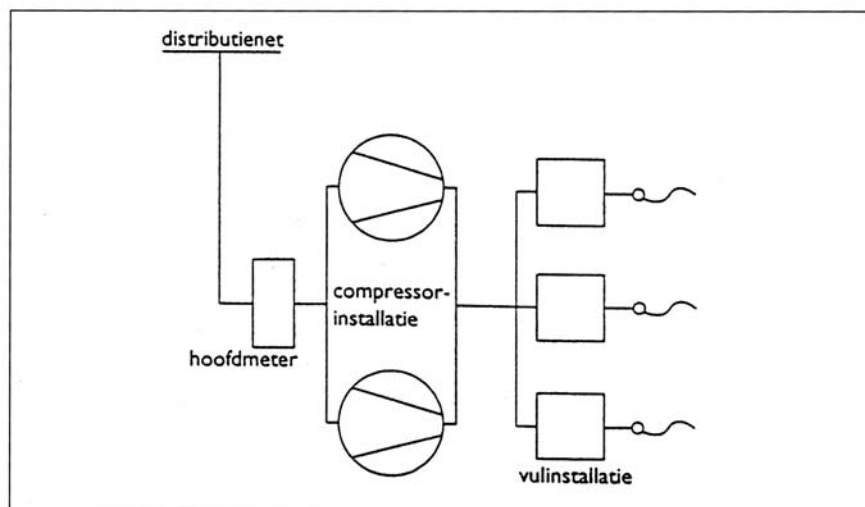 distributienet
compressor-
installatie
hoofdmeter
vulinstallatie